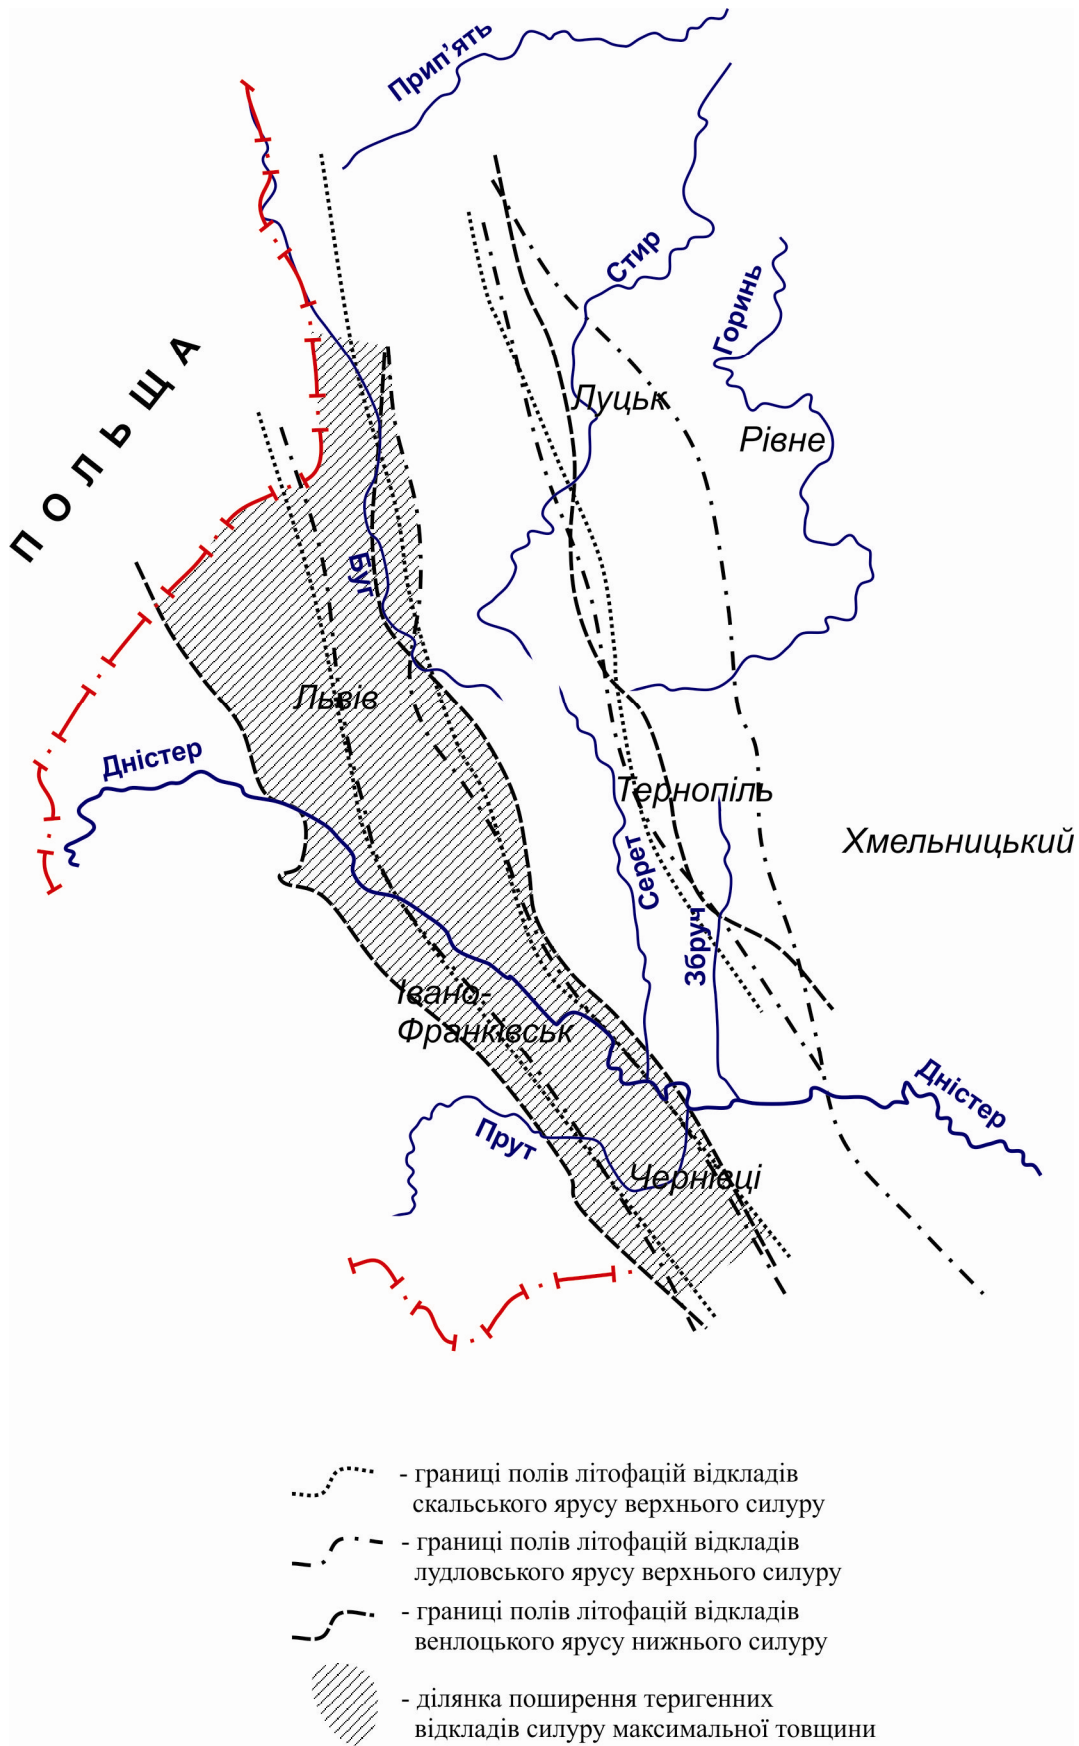 Прип'ять
Стир
Горинь
ПОЛЬЩА
Луцьк
Рівне
Буг
Львів
Дністер
Тернопіль
Хмельницький
Серет
Збруч
Івано-
Франківськ
Дністер
Прут
Чернівці
- границі полів літофацій відкладів
скальського ярусу верхнього силуру
- границі полів літофацій відкладів
лудловського ярусу верхнього силуру
- границі полів літофацій відкладів
венлоцького ярусу нижнього силуру
- ділянка поширення теригенних
відкладів силуру максимальної товщини